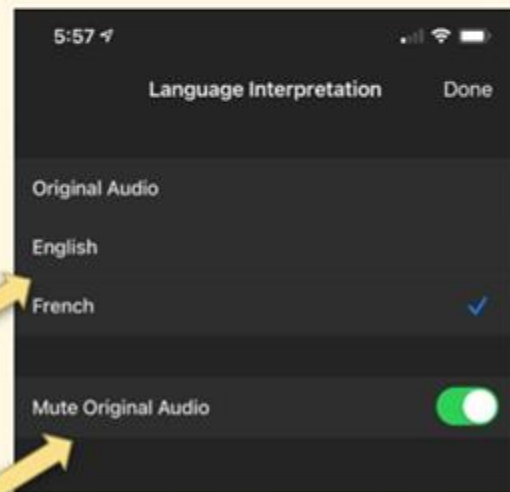 5:57
Language Interpretation Done
Original Audio
English
French
Mute Original Audio